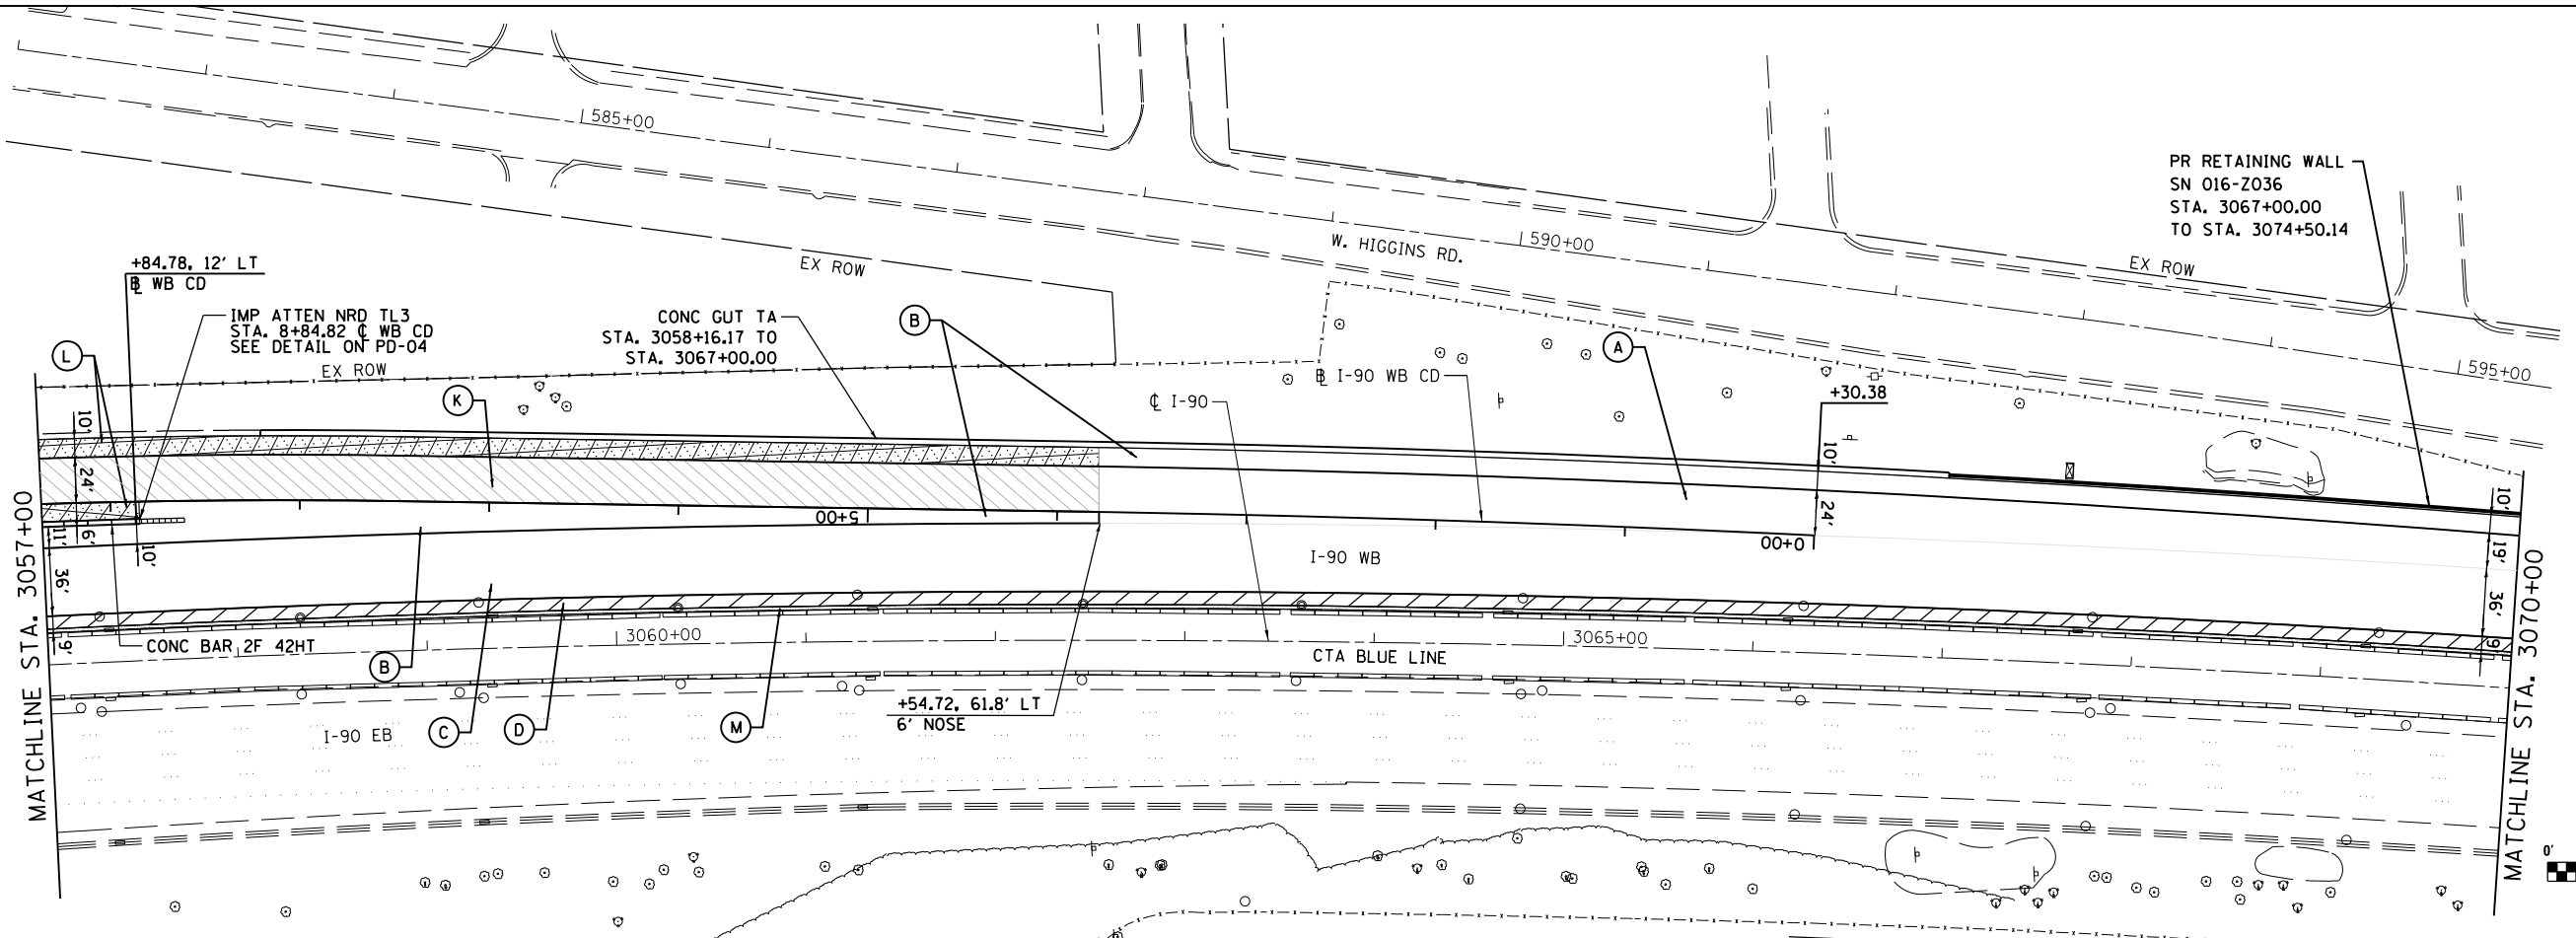 585+00
W. HIGGINS RD.
590+00
EX ROW
595+00
PR RETAINING WALL
SN 016-Z036
STA. 3067+00.00
TO STA. 3074+50.14
EX ROW
+84.78, 12' LT
℄ WB CD
IMP ATTEN NRD TL3
STA. 8+84.82 ℄ WB CD
SEE DETAIL ON PD-04
CONC GUT TA
STA. 3058+16.17 TO
STA. 3067+00.00
B
A
L
EX ROW
K
℄ I-90 WB CD
℄ I-90
+30.38
10'
24'
10'
24'
10'
19'
36'
9'
11'
6'
10'
36'
9'
5+00
0+00
I-90 WB
MATCHLINE STA. 3057+00
MATCHLINE STA. 3070+00
3060+00
3065+00
CONC BAR 2F 42HT
B
CTA BLUE LINE
+54.72, 61.8' LT
6' NOSE
I-90 EB
C
D
M
0'